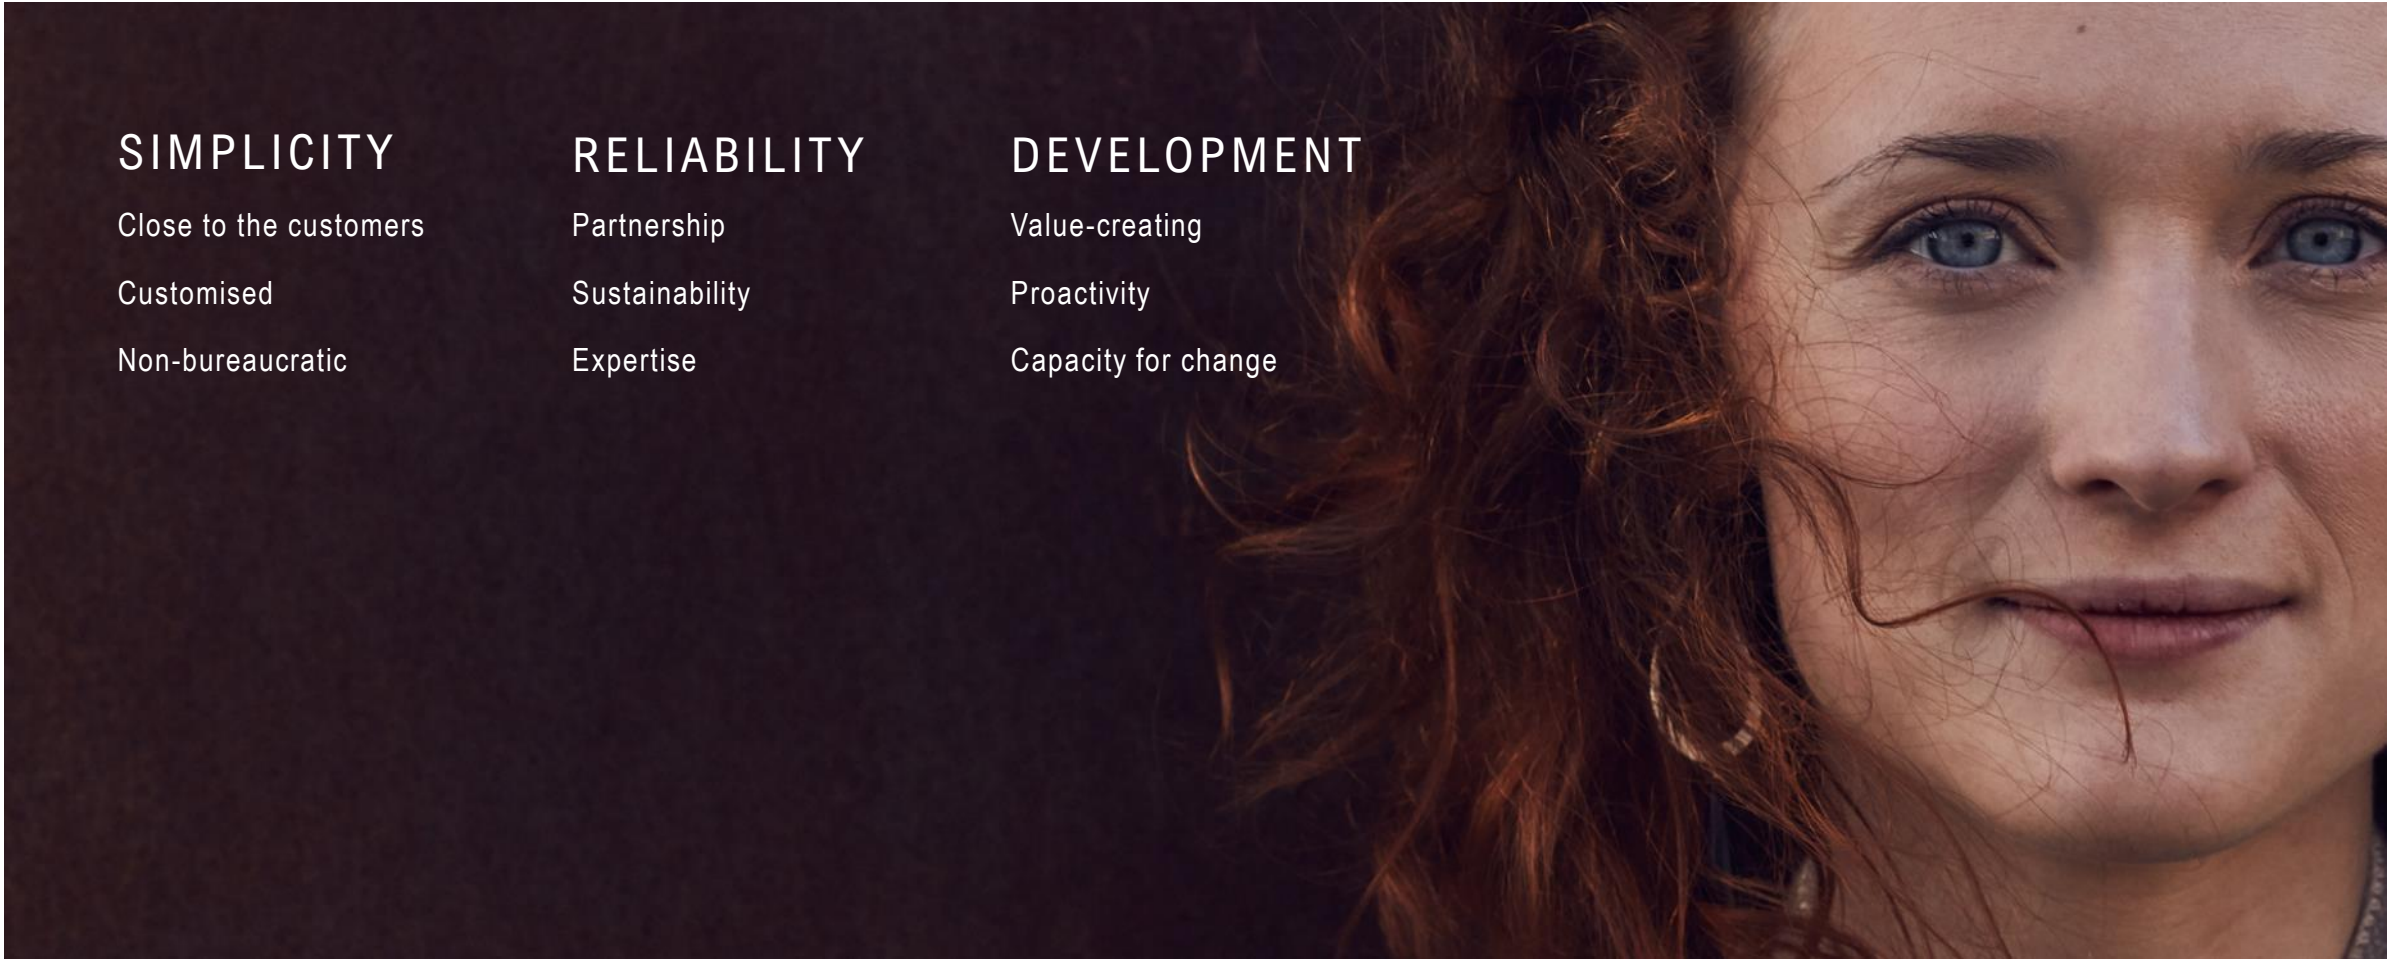 SIMPLICITY
Close to the customers
Customised
Non-bureaucratic
RELIABILITY
Partnership
Sustainability
Expertise
DEVELOPMENT
Value-creating
Proactivity
Capacity for change